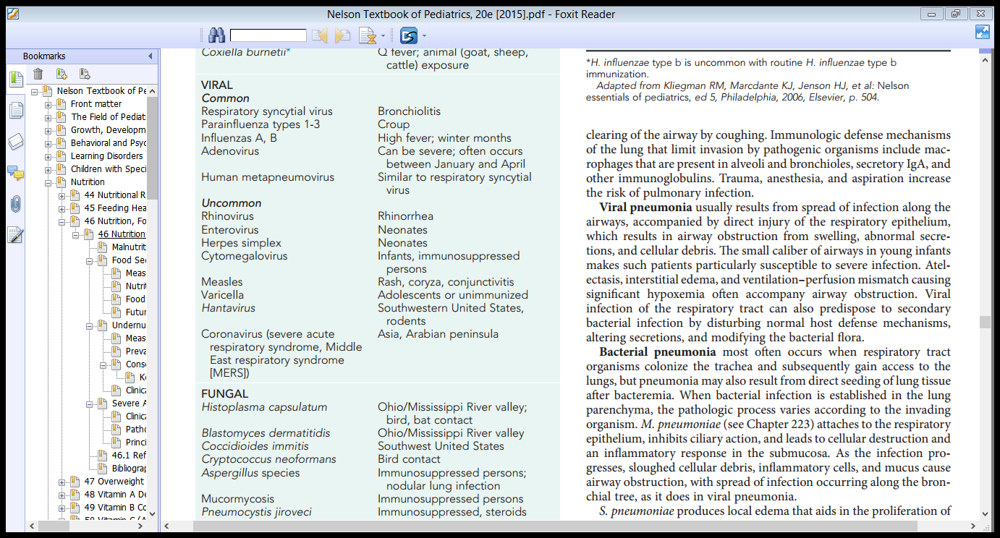 Nelson Textbook of Pediatrics, 20e [2015].pdf - Foxit Reader
Bookmarks
Nelson Textbook of Pe
Front matter
The Field of Pediat
Growth, Developm
Behavioral and Psyc
Learning Disorders
Children with Speci
Nutrition
44 Nutritional R
45 Feeding Hea
46 Nutrition, Fo
46 Nutrition
Malnutrit
Food Sec
Meas
Nutri
Food
Futur
Undernu
Meas
Preva
Cons
K
Clinic
Severe A
Clinica
Patho
Princi
46.1 Ref
Bibliograp
47 Overweight
48 Vitamin A De
49 Vitamin B Co
50 Vitamin C (A
Coxiella burnetii* Q fever; animal (goat, sheep,
cattle) exposure
VIRAL
Common
Respiratory syncytial virus Bronchiolitis
Parainfluenza types 1-3 Croup
Influenzas A, B High fever; winter months
Adenovirus Can be severe; often occurs
between January and April
Human metapneumovirus Similar to respiratory syncytial
virus
Uncommon
Rhinovirus Rhinorrhea
Enterovirus Neonates
Herpes simplex Neonates
Cytomegalovirus Infants, immunosuppressed
persons
Measles Rash, coryza, conjunctivitis
Varicella Adolescents or unimmunized
Hantavirus Southwestern United States,
rodents
Coronavirus (severe acute Asia, Arabian peninsula
respiratory syndrome, Middle
East respiratory syndrome
[MERS])
FUNGAL
Histoplasma capsulatum Ohio/Mississippi River valley;
bird, bat contact
Blastomyces dermatitidis Ohio/Mississippi River valley
Coccidioides immitis Southwest United States
Cryptococcus neoformans Bird contact
Aspergillus species Immunosuppressed persons;
nodular lung infection
Mucormycosis Immunosuppressed persons
Pneumocystis jiroveci Immunosuppressed, steroids
*H. influenzae type b is uncommon with routine H. influenzae type b
immunization.
Adapted from Kliegman RM, Marcdante KJ, Jenson HJ, et al: Nelson
essentials of pediatrics, ed 5, Philadelphia, 2006, Elsevier, p. 504.
clearing of the airway by coughing. Immunologic defense mechanisms
of the lung that limit invasion by pathogenic organisms include mac-
rophages that are present in alveoli and bronchioles, secretory IgA, and
other immunoglobulins. Trauma, anesthesia, and aspiration increase
the risk of pulmonary infection.
Viral pneumonia usually results from spread of infection along the
airways, accompanied by direct injury of the respiratory epithelium,
which results in airway obstruction from swelling, abnormal secre-
tions, and cellular debris. The small caliber of airways in young infants
makes such patients particularly susceptible to severe infection. Atel-
ectasis, interstitial edema, and ventilation–perfusion mismatch causing
significant hypoxemia often accompany airway obstruction. Viral
infection of the respiratory tract can also predispose to secondary
bacterial infection by disturbing normal host defense mechanisms,
altering secretions, and modifying the bacterial flora.
Bacterial pneumonia most often occurs when respiratory tract
organisms colonize the trachea and subsequently gain access to the
lungs, but pneumonia may also result from direct seeding of lung tissue
after bacteremia. When bacterial infection is established in the lung
parenchyma, the pathologic process varies according to the invading
organism. M. pneumoniae (see Chapter 223) attaches to the respiratory
epithelium, inhibits ciliary action, and leads to cellular destruction and
an inflammatory response in the submucosa. As the infection pro-
gresses, sloughed cellular debris, inflammatory cells, and mucus cause
airway obstruction, with spread of infection occurring along the bron-
chial tree, as it does in viral pneumonia.
S. pneumoniae produces local edema that aids in the proliferation of